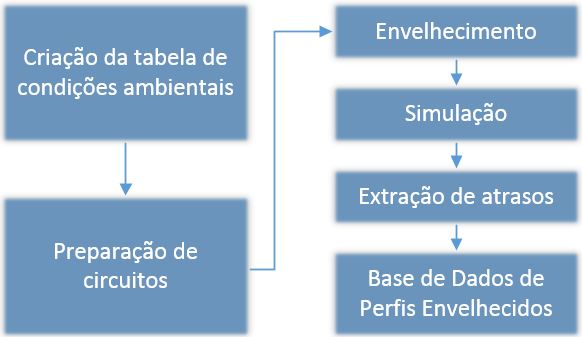 Criação da tabela de
condições ambientais
Preparação de
circuitos
Envelhecimento
Simulação
Extração de atrasos
Base de Dados de
Perfis Envelhecidos